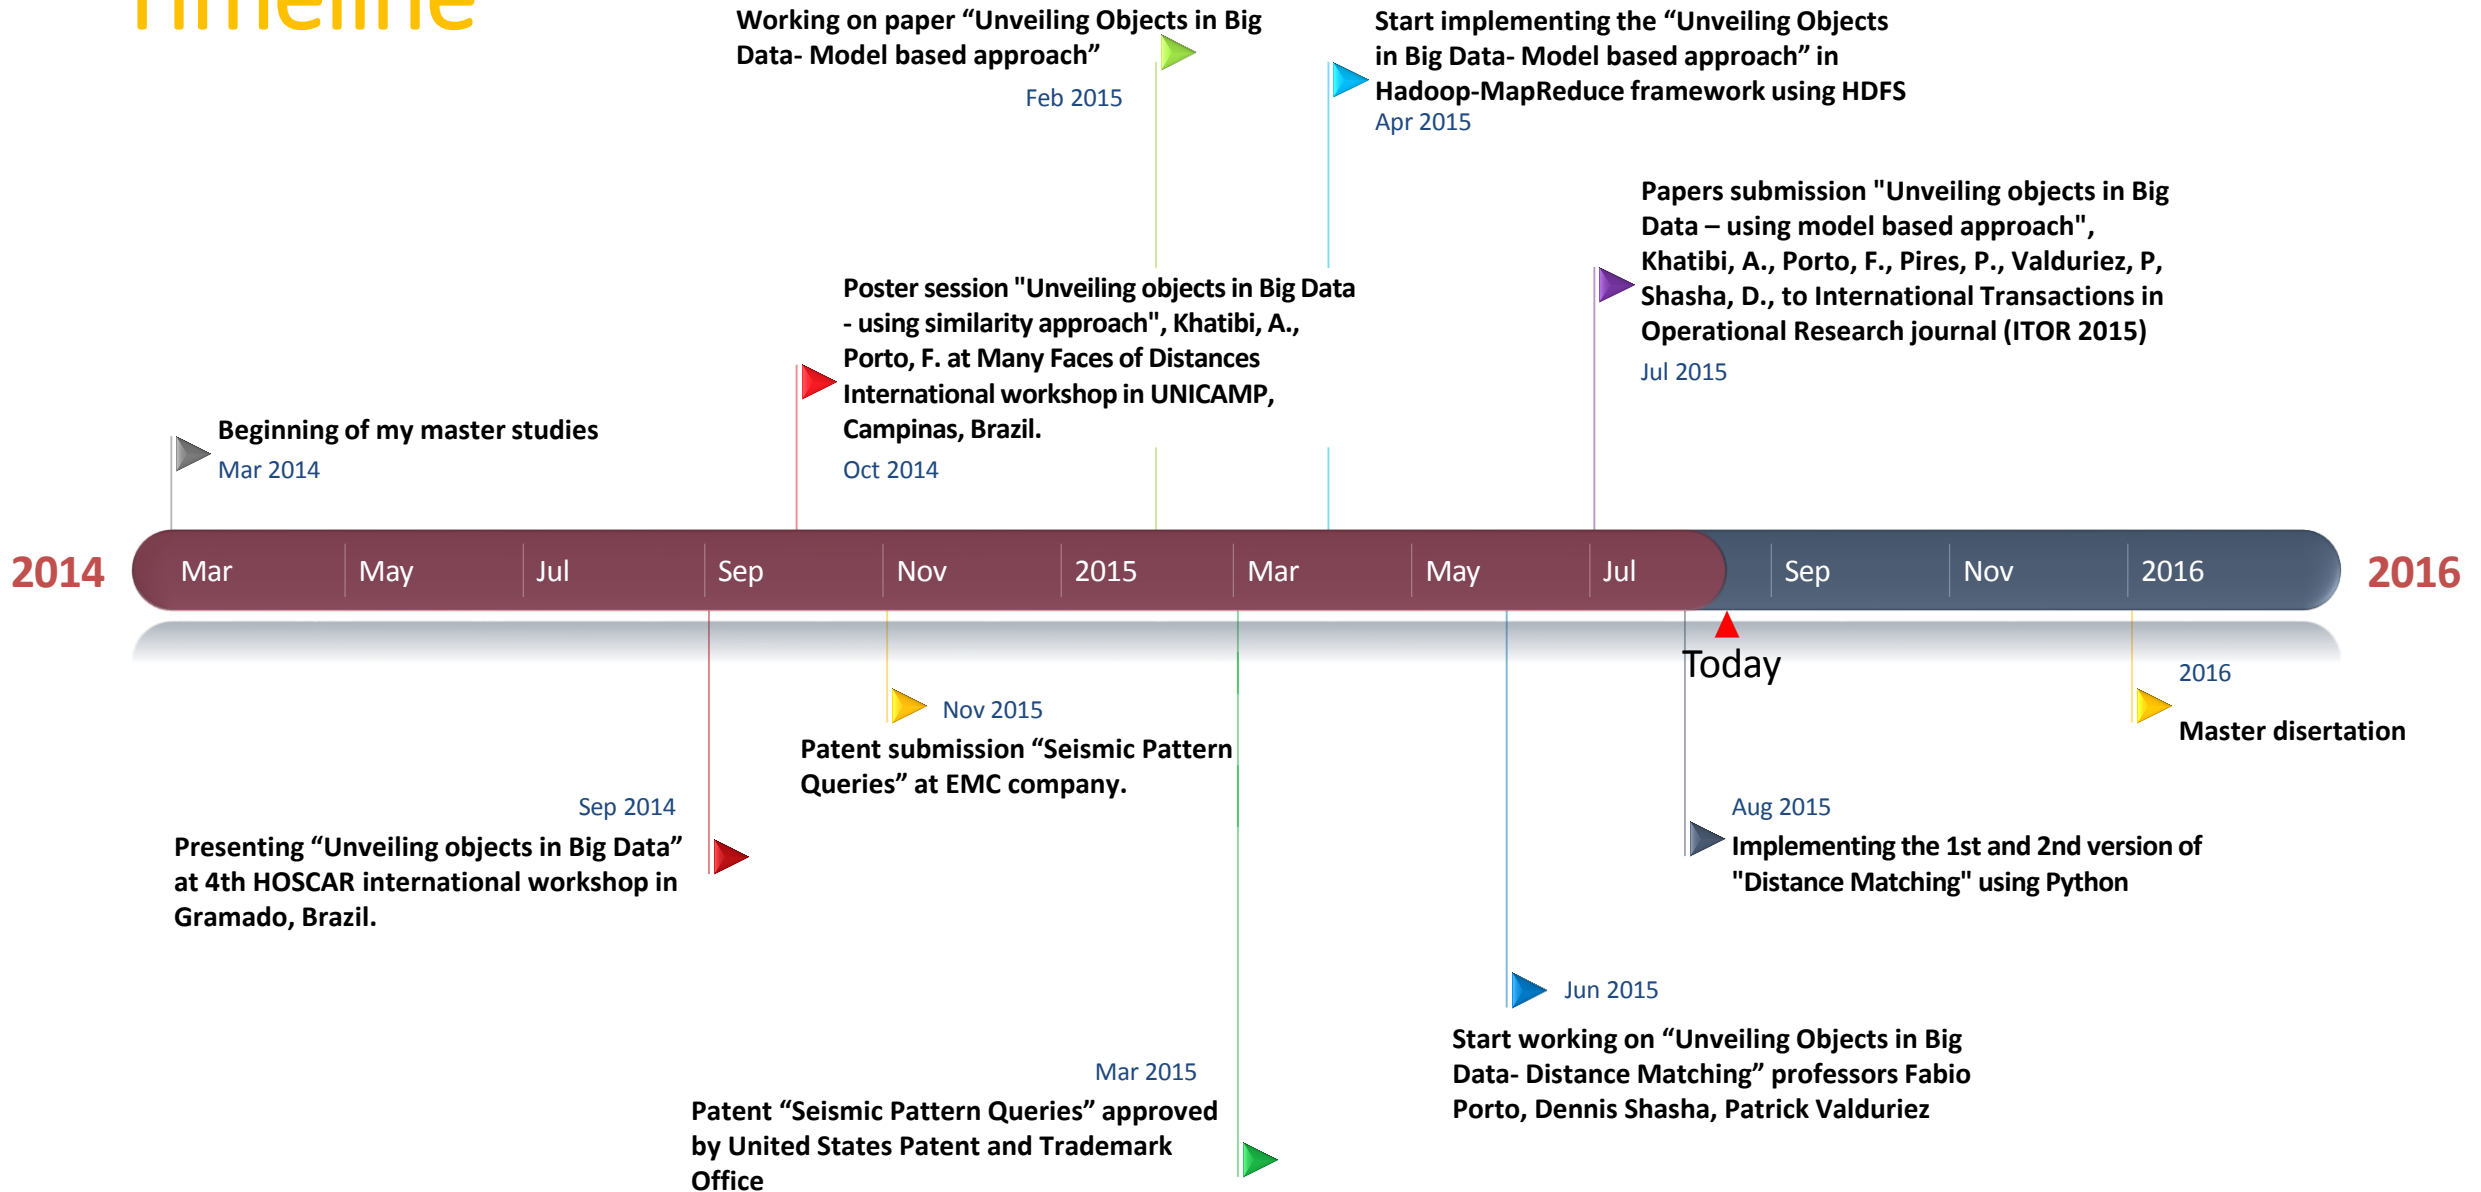 Timeline
Working on paper “Unveiling Objects in Big
Data- Model based approach”
Feb 2015
Start implementing the “Unveiling Objects
in Big Data- Model based approach” in
Hadoop-MapReduce framework using HDFS
Apr 2015
Papers submission "Unveiling objects in Big
Data – using model based approach",
Khatibi, A., Porto, F., Pires, P., Valduriez, P,
Shasha, D., to International Transactions in
Operational Research journal (ITOR 2015)
Jul 2015
Poster session "Unveiling objects in Big Data
- using similarity approach", Khatibi, A.,
Porto, F. at Many Faces of Distances
International workshop in UNICAMP,
Campinas, Brazil.
Oct 2014
Beginning of my master studies
Mar 2014
2014
Mar
May
Jul
Sep
Nov
2015
Mar
May
Jul
Sep
Nov
2016
2016
Today
2016
Master disertation
Nov 2015
Patent submission “Seismic Pattern
Queries” at EMC company.
Sep 2014
Presenting “Unveiling objects in Big Data”
at 4th HOSCAR international workshop in
Gramado, Brazil.
Aug 2015
Implementing the 1st and 2nd version of
"Distance Matching" using Python
Jun 2015
Start working on “Unveiling Objects in Big
Data- Distance Matching” professors Fabio
Porto, Dennis Shasha, Patrick Valduriez
Mar 2015
Patent “Seismic Pattern Queries” approved
by United States Patent and Trademark
Office